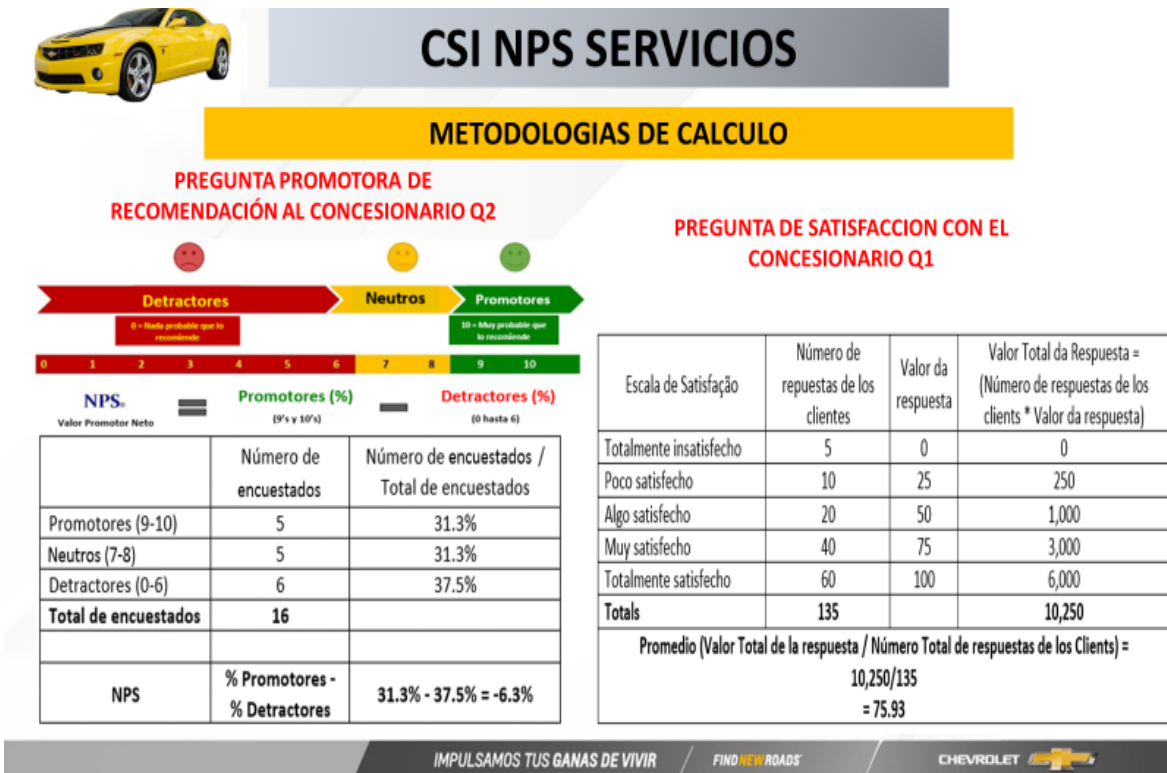 CSI NPS SERVICIOS
METODOLOGIAS DE CALCULO
PREGUNTA PROMOTORA DE
RECOMENDACIÓN AL CONCESIONARIO Q2
Detractores
Neutros
Promotores
0 = Nada probable que lo
recomiende
10 = Muy probable que
lo recomiende
0 1 2 3 4 5 6 7 8 9 10
NPS®
Valor Promotor Neto
=
Promotores (%)
(9's y 10's)
-
Detractores (%)
(0 hasta 6)
Número de
encuestados
Número de encuestados /
Total de encuestados
Promotores (9-10) 5 31.3%
Neutros (7-8) 5 31.3%
Detractores (0-6) 6 37.5%
Total de encuestados 16
NPS
% Promotores -
% Detractores
31.3% - 37.5% = -6.3%
PREGUNTA DE SATISFACCION CON EL
CONCESIONARIO Q1
Escala de Satisfação
Número de
repuestas de los
clientes
Valor da
respuesta
Valor Total da Respuesta =
(Número de respuestas de los
clients * Valor da respuesta)
Totalmente insatisfecho 5 0 0
Poco satisfecho 10 25 250
Algo satisfecho 20 50 1,000
Muy satisfecho 40 75 3,000
Totalmente satisfecho 60 100 6,000
Totals 135 10,250
Promedio (Valor Total de la respuesta / Número Total de respuestas de los Clients) =
10,250/135
= 75.93
IMPULSAMOS TUS GANAS DE VIVIR
FIND NEW ROADS
CHEVROLET